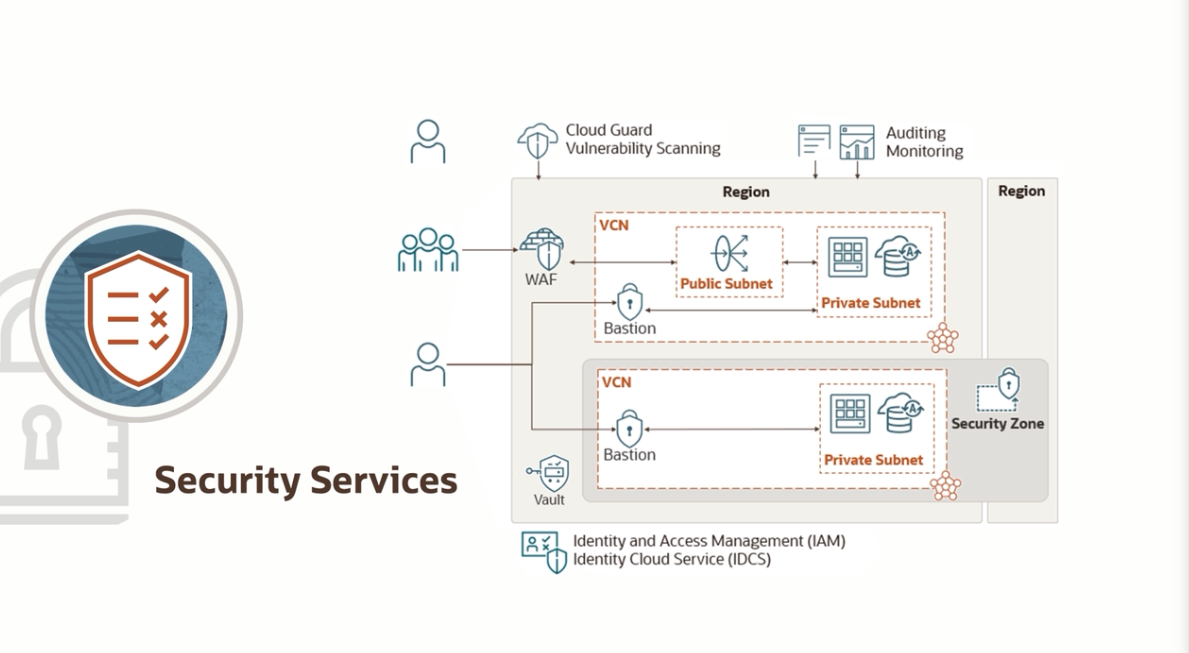 Cloud Guard
Vulnerability Scanning
Auditing
Monitoring
Region
Region
VCN
WAF
Public Subnet
Private Subnet
Bastion
VCN
Security Zone
Bastion
Private Subnet
Security Services
Vault
Identity and Access Management (IAM)
Identity Cloud Service (IDCS)